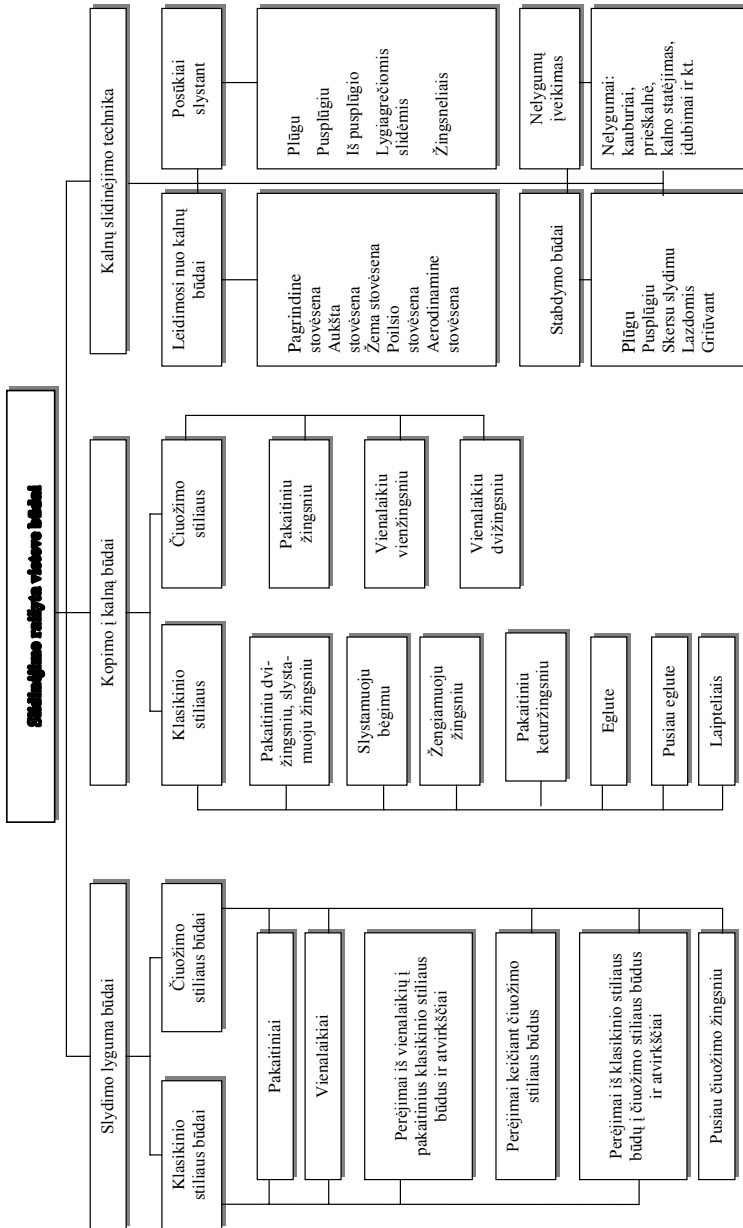 Slidinėjimo raižyta vietove būdai
Slydimo lyguma būdai
Klasikinio
stiliaus būdai
Čiuožimo
stiliaus būdai
Pakaitiniai
Vienalaikiai
Perėjimai iš vienalaikių į
pakaitinius klasikinio stiliaus
būdus ir atvirkščiai
Perėjimai keičiant čiuožimo
stiliaus būdus
Perėjimai iš klasikinio stiliaus
būdų į čiuožimo stiliaus būdus
ir atvirkščiai
Pusiau čiuožimo žingsniu
Kopimo į kalną būdai
Klasikinio
stiliaus
Pakaitiniu dvi-
žingsniu, slysta-
muoju žingsniu
Slystamuoju
bėgimu
Žengiamuoju
žingsniu
Pakaitiniu
keturžingsniu
Eglute
Pusiau eglute
Laipteliais
Čiuožimo
stiliaus
Pakaitiniu
žingsniu
Vienalaikiu
vienžingsniu
Vienalaikiu
dvižingsniu
Kalnų slidinėjimo technika
Leidimosi nuo kalnų
būdai
Pagrindine
stovėsena
Aukšta
stovėsena
Žema stovėsena
Poilsio
stovėsena
Aerodinamine
stovėsena
Posūkiai
slystant
Plūgu
Pusplūgiu
Iš pusplūgio
Lygiagrečiomis
slidėmis
Žingsneliais
Stabdymo būdai
Plūgu
Pusplūgiu
Skersu slydimu
Lazdomis
Griūvant
Nelygumų
įveikimas
Nelygumai:
kauburiai,
prieškalnė,
kalno statėjimas,
įdubimai ir kt.